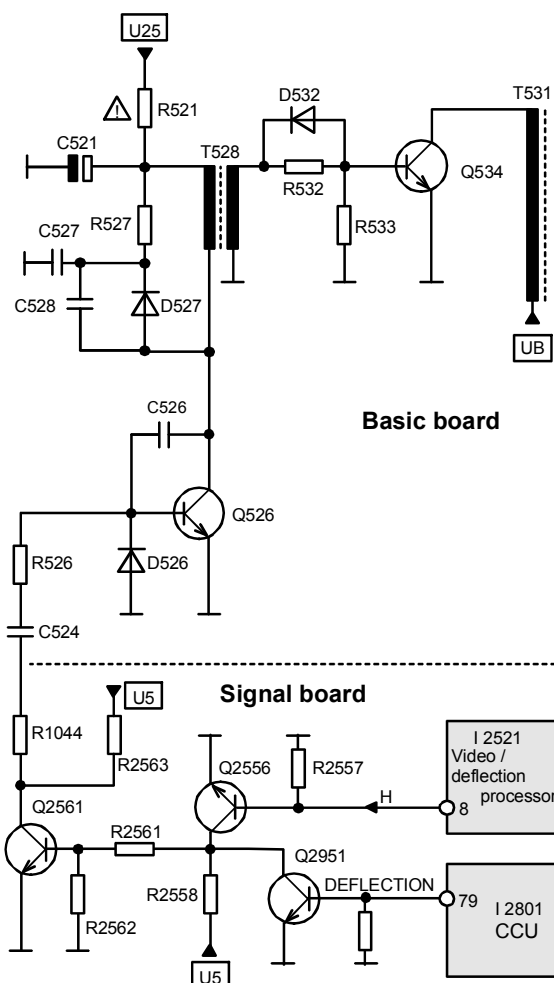 U25
R521
D532
T531
C521
T528
R532
Q534
R527
R533
C527
D527
C528
UB
C526
Basic board
Q526
R526
D526
C524
Signal board
U5
R1044
R2563
Q2556
R2557
I 2521
Video /
deflection
processor
H
8
Q2561
R2561
Q2951
DEFLECTION
79
I 2801
CCU
R2562
R2558
U5